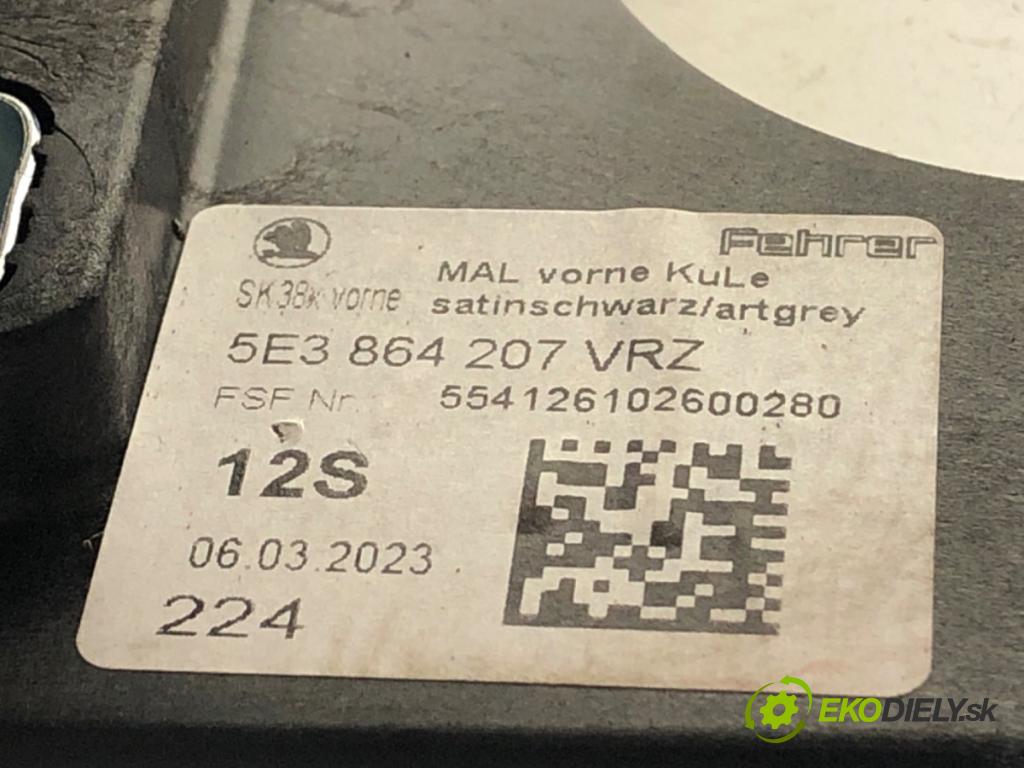 Fehrer
MAL vorne KuLe
SK38x vorne satinschwarz/artgrey
5E3 864 207 VRZ
FSF Nr. 554126102600280
12S
06.03.2023
224
EKODIELY.sk